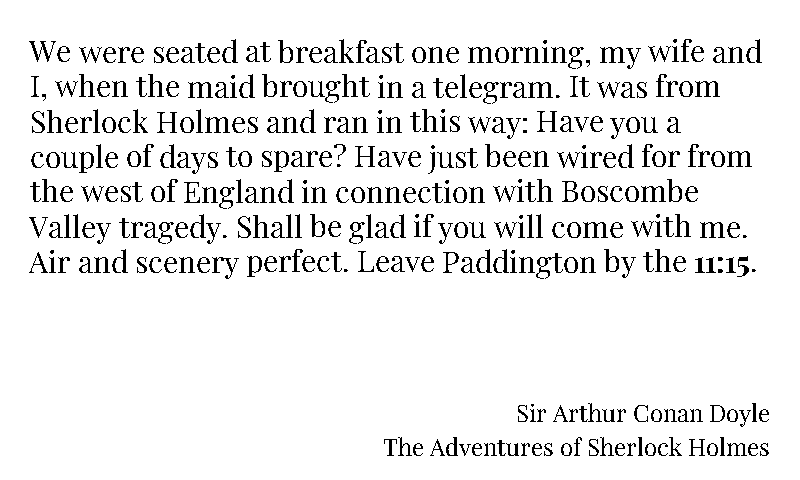 We were seated at breakfast one morning, my wife and
I, when the maid brought in a telegram. It was from
Sherlock Holmes and ran in this way: Have you a
couple of days to spare? Have just been wired for from
the west of England in connection with Boscombe
Valley tragedy. Shall be glad if you will come with me.
Air and scenery perfect. Leave Paddington by the 11:15.
Sir Arthur Conan Doyle
The Adventures of Sherlock Holmes